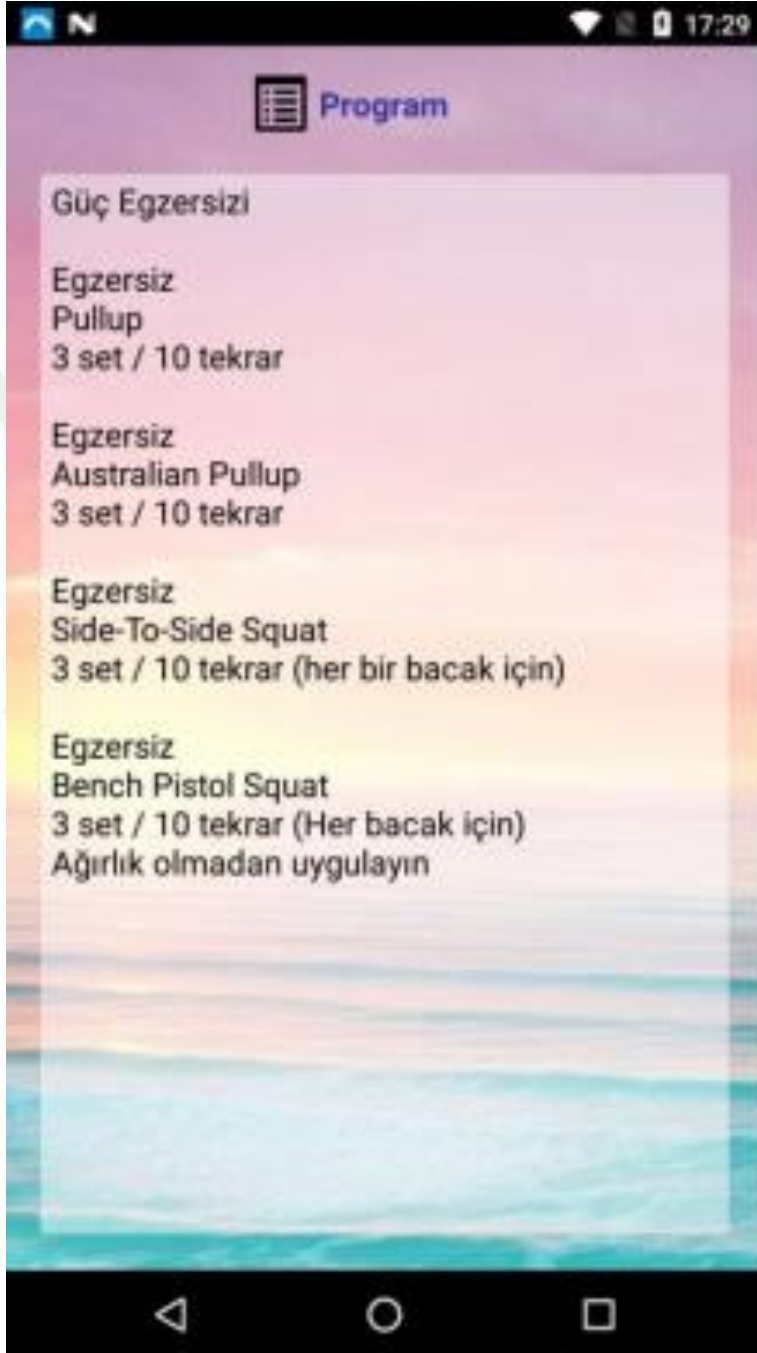 17:29
Program
Güç Egzersizi
Egzersiz
Pullup
3 set / 10 tekrar
Egzersiz
Australian Pullup
3 set / 10 tekrar
Egzersiz
Side-To-Side Squat
3 set / 10 tekrar (her bir bacak için)
Egzersiz
Bench Pistol Squat
3 set / 10 tekrar (Her bacak için)
Ağırlık olmadan uygulayın